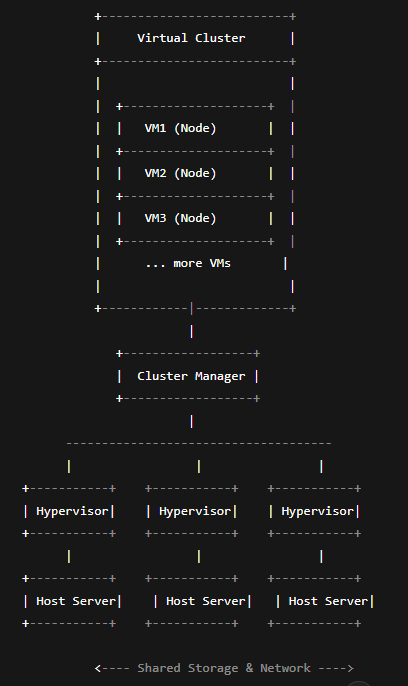 +--------------------------+
|     Virtual Cluster      |
+--------------------------+
|                          |
|  +--------------------+  |
|  |   VM1 (Node)       |  |
|  +--------------------+  |
|  |   VM2 (Node)       |  |
|  +--------------------+  |
|  |   VM3 (Node)       |  |
|  +--------------------+  |
|      ... more VMs       |
|                          |
+------------|-------------+
|
+------------------+
|  Cluster Manager |
+------------------+
|
-------------------------------------
|                 |                |
+-----------+    +-----------+    +-----------+
| Hypervisor|    | Hypervisor|    | Hypervisor|
+-----------+    +-----------+    +-----------+
|                 |                |
+-----------+    +-----------+    +-----------+
| Host Server|    | Host Server|   | Host Server|
+-----------+    +-----------+    +-----------+
<---- Shared Storage & Network ---->